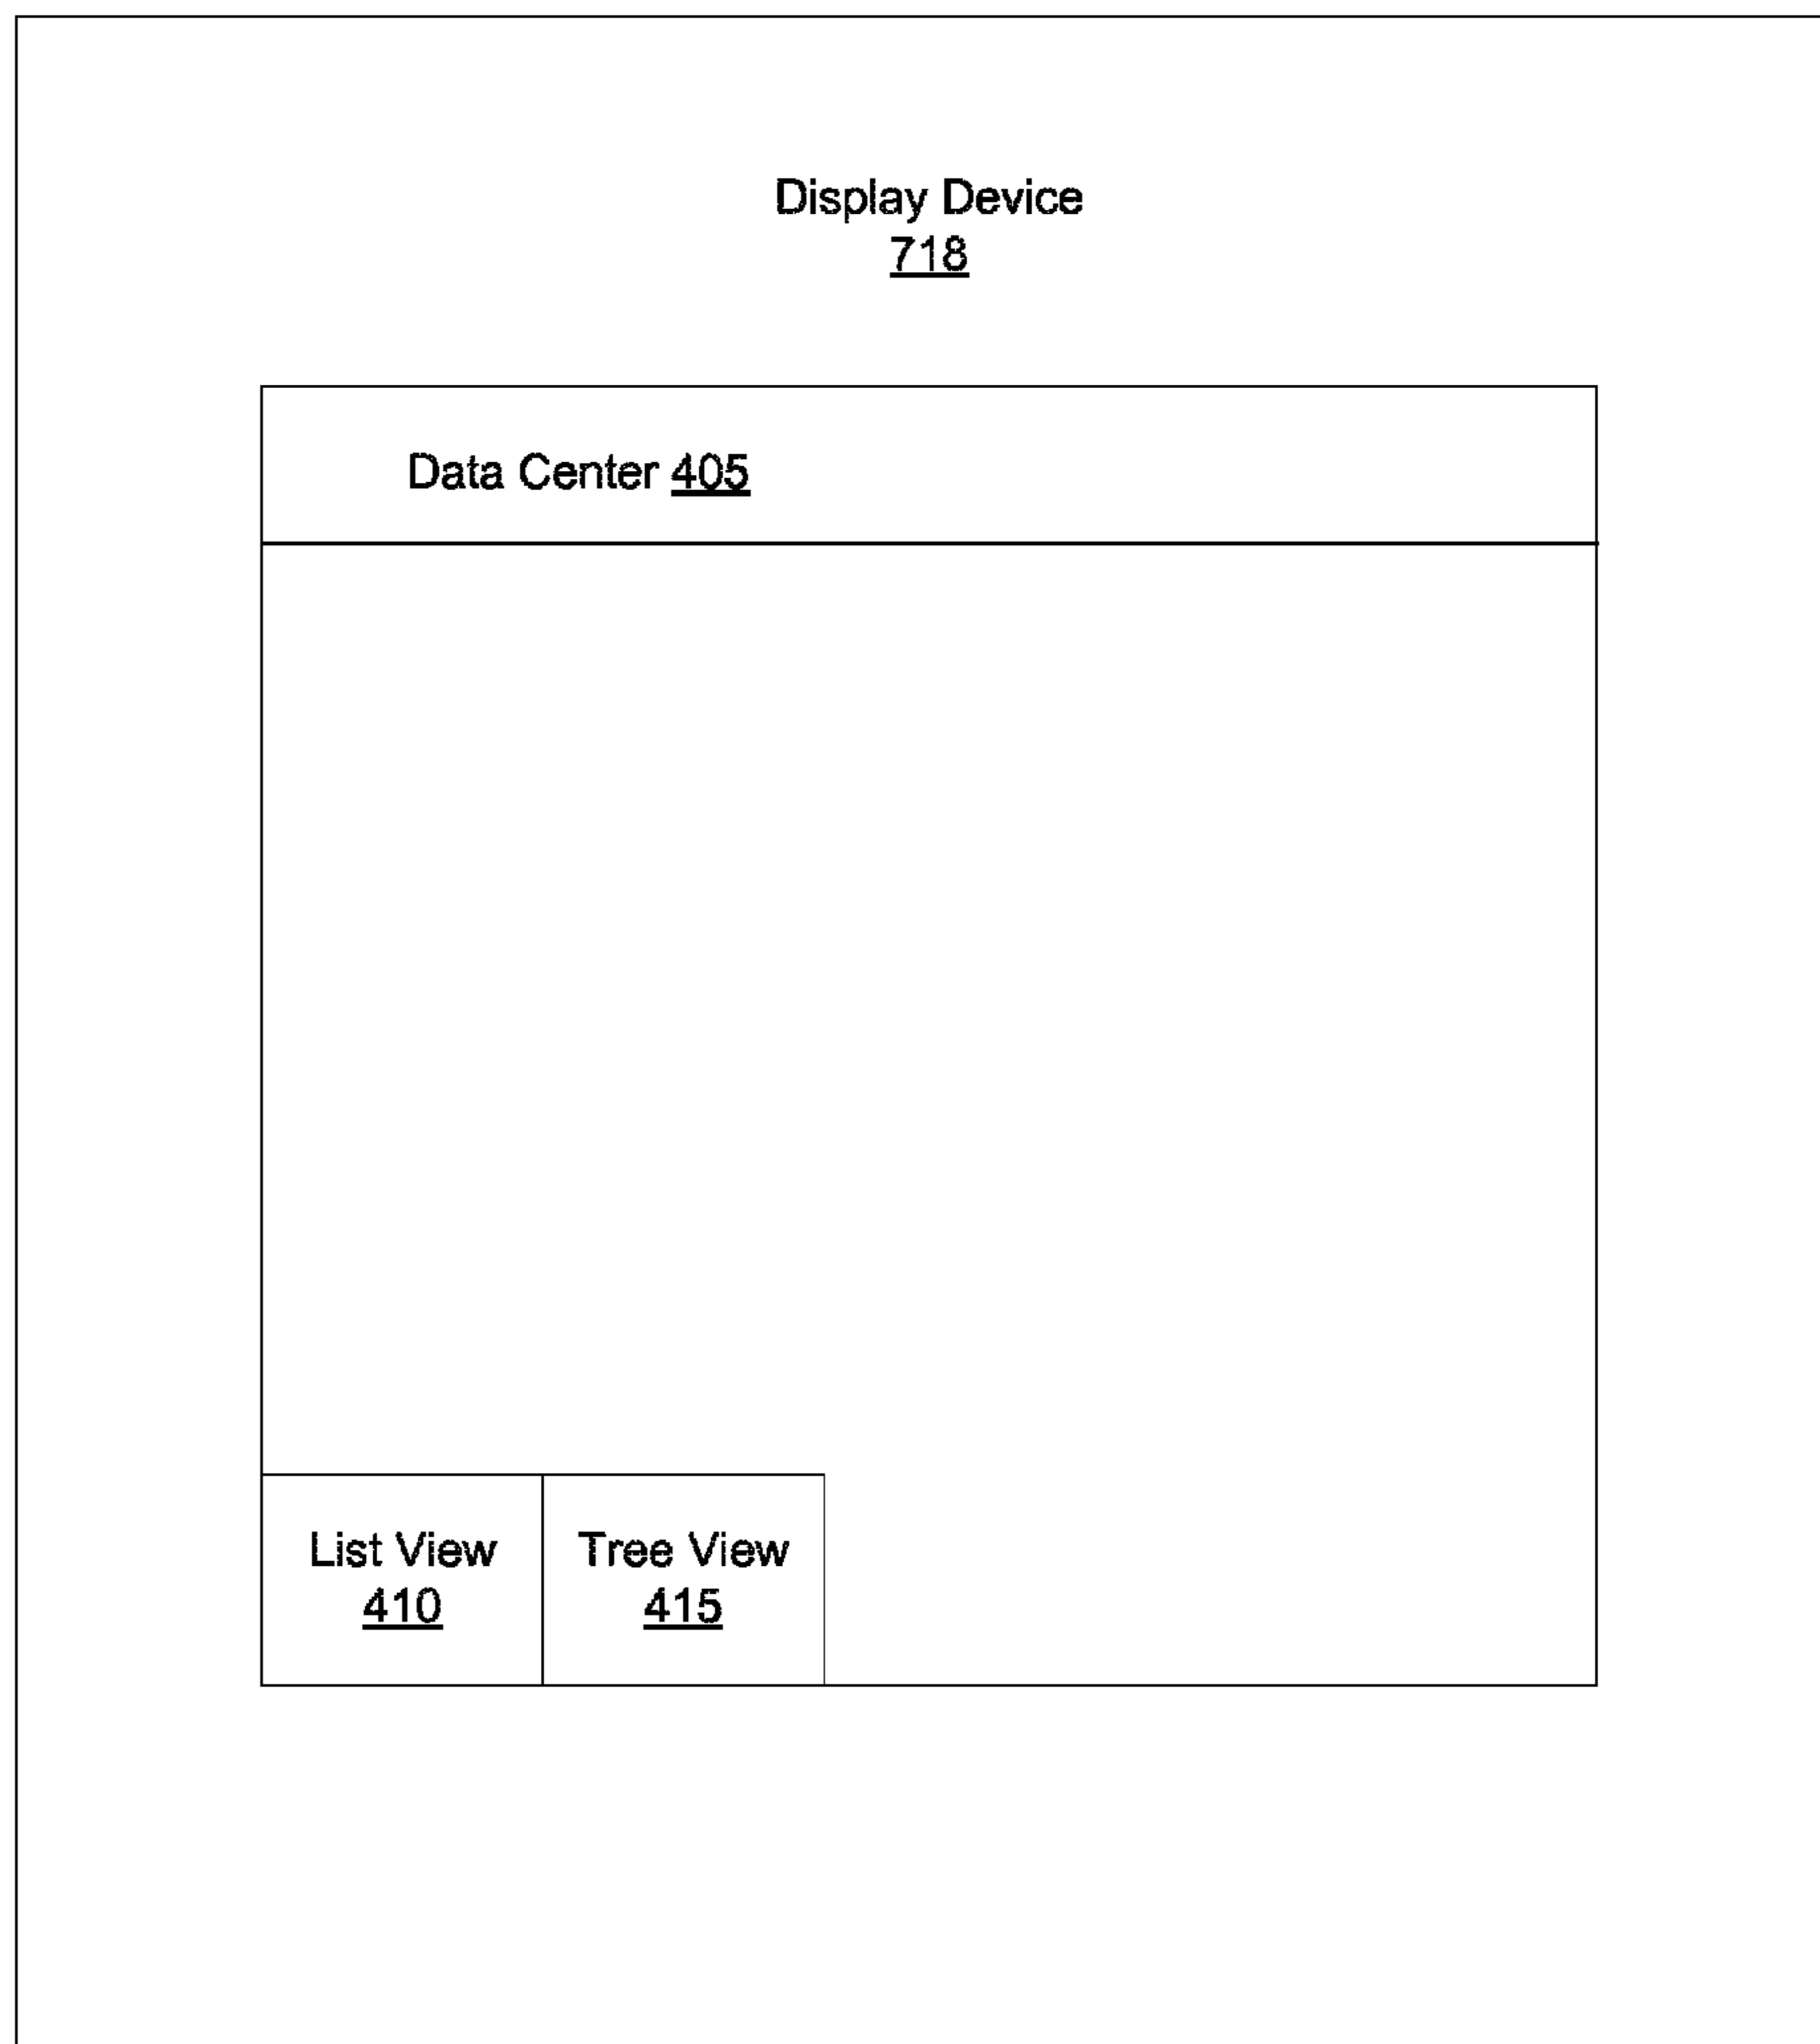 Display Device
718
Data Center 405
List View
410
Tree View
415